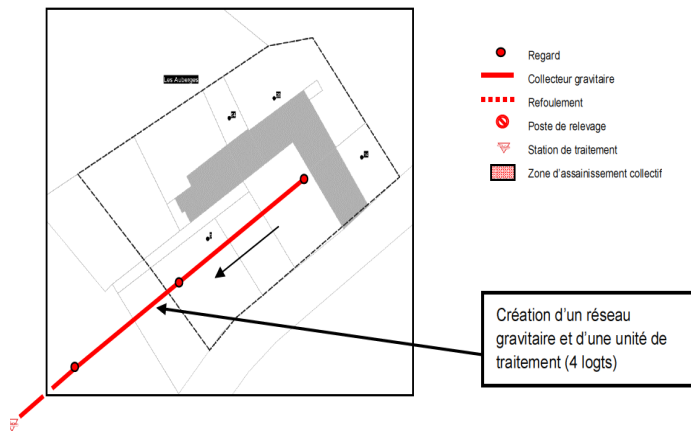 Les Auberges
Regard
Collecteur gravitaire
Refoulement
Poste de relevage
Station de traitement
Zone d'assainissement collectif
Création d'un réseau
gravitaire et d'une unité de
traitement (4 logts)